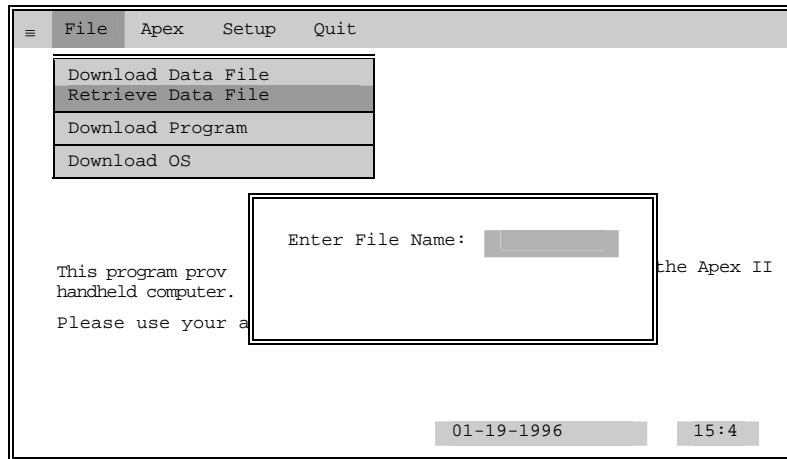 ≡ File Apex Setup Quit
Download Data File
Retrieve Data File
Download Program
Download OS
Enter File Name:
This program prov the Apex II
handheld computer.
Please use your a
01-19-1996 15:4